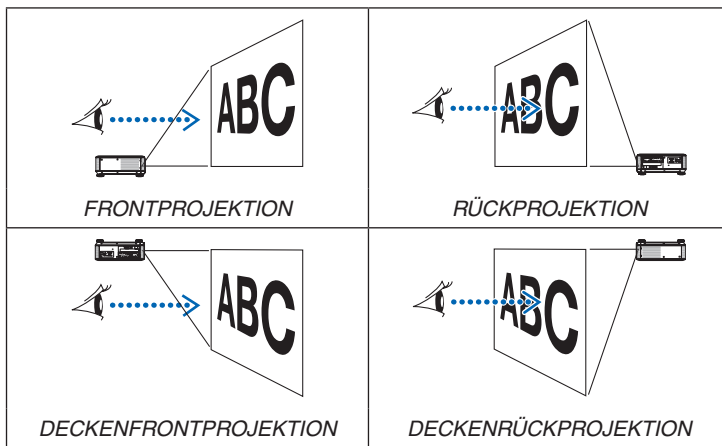 ABC
ABC
FRONTPROJEKTION
RÜCKPROJEKTION
ABC
ABC
DECKENFRONTPROJEKTION
DECKENRÜCKPROJEKTION